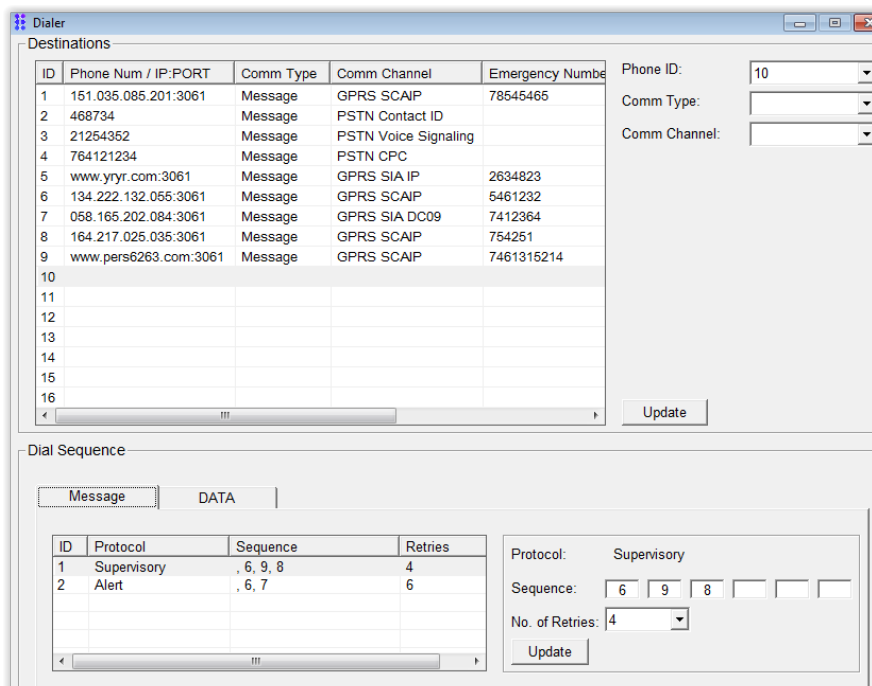 Dialer
Destinations
ID Phone Num / IP:PORT Comm Type Comm Channel Emergency Numbe
1 151.035.085.201:3061 Message GPRS SCAIP 78545465
2 468734 Message PSTN Contact ID
3 21254352 Message PSTN Voice Signaling
4 764121234 Message PSTN CPC
5 www.yryr.com:3061 Message GPRS SIA IP 2634823
6 134.222.132.055:3061 Message GPRS SCAIP 5461232
7 058.165.202.084:3061 Message GPRS SIA DC09 7412364
8 164.217.025.035:3061 Message GPRS SCAIP 754251
9 www.pers6263.com:3061 Message GPRS SCAIP 7461315214
10
11
12
13
14
15
16
Phone ID: 10
Comm Type:
Comm Channel:
Update
Dial Sequence
Message DATA
ID Protocol Sequence Retries
1 Supervisory , 6, 9, 8 4
2 Alert , 6, 7 6
Protocol: Supervisory
Sequence: 6 9 8
No. of Retries: 4
Update